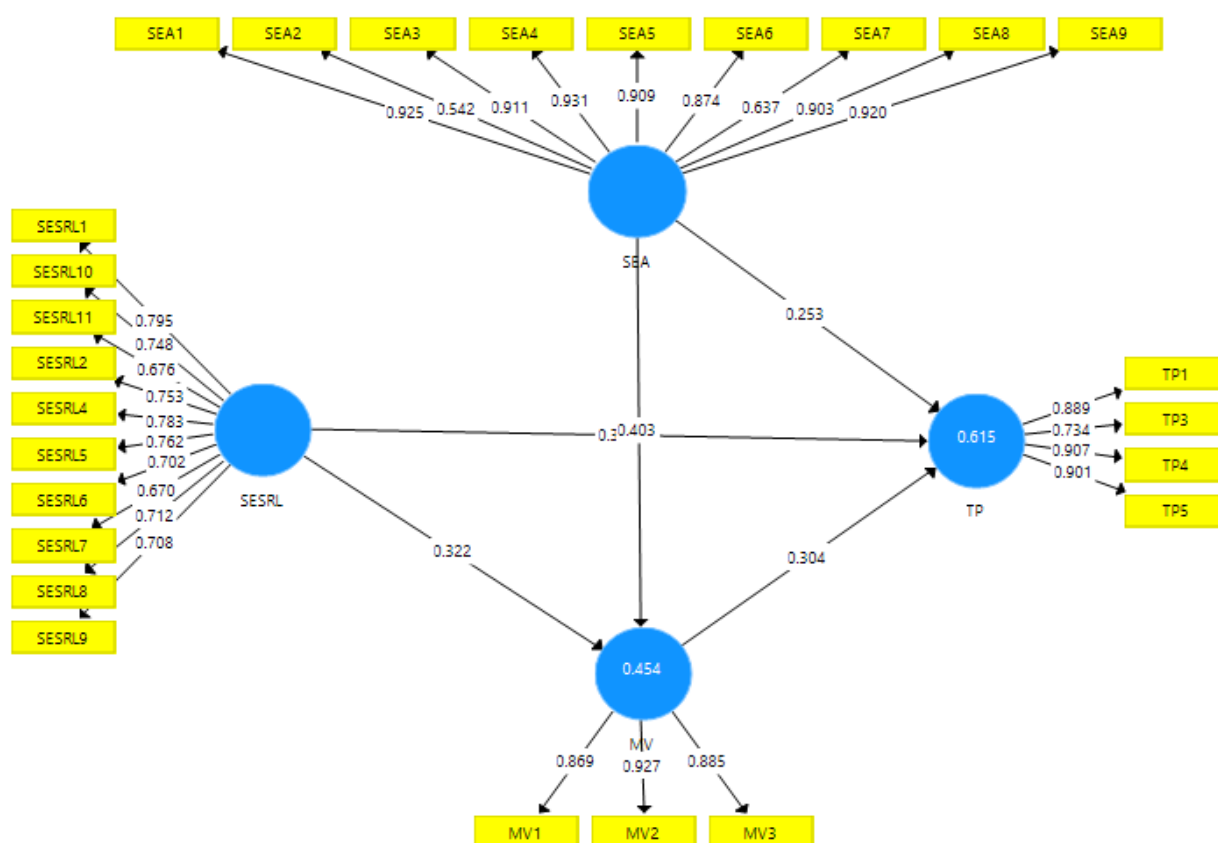 SEA1 SEA2 SEA3 SEA4 SEA5 SEA6 SEA7 SEA8 SEA9
0.925 0.542 0.911 0.931 0.909 0.874 0.637 0.903 0.920
SEA
SESRL1
SESRL10
SESRL11
SESRL2
SESRL4
SESRL5
SESRL6
SESRL7
SESRL8
SESRL9
0.795
0.748
0.676
0.753
0.783
0.762
0.702
0.670
0.712
0.708
SESRL
0.253
0.403
0.322
0.304
0.615
TP
0.889
0.734
0.907
0.901
TP1
TP3
TP4
TP5
0.454
MV
0.869 0.927 0.885
MV1 MV2 MV3